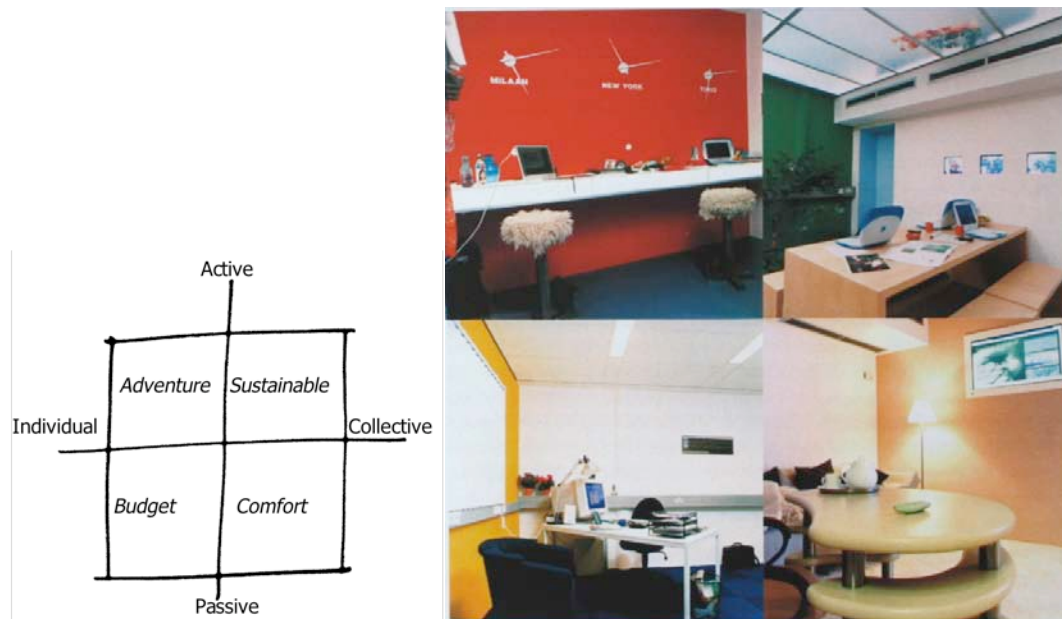 Active
Adventure Sustainable
Individual Collective
Budget Comfort
Passive
MILAAN
NEW YORK